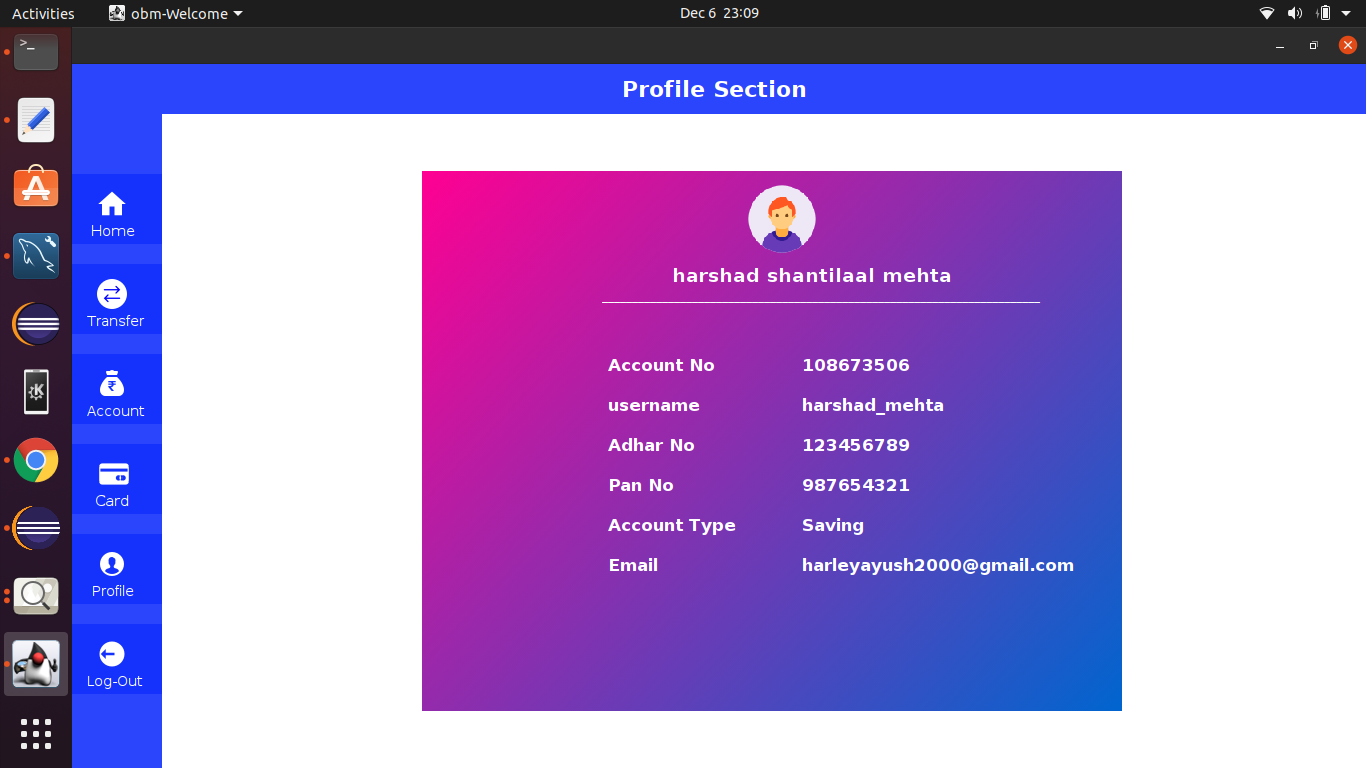 Activities obm-Welcome Dec 6 23:09
>_
Profile Section
Home
Transfer
Account
Card
Profile
Log-Out
harshad shantilaal mehta
Account No 108673506
username harshad_mehta
Adhar No 123456789
Pan No 987654321
Account Type Saving
Email harleyayush2000@gmail.com